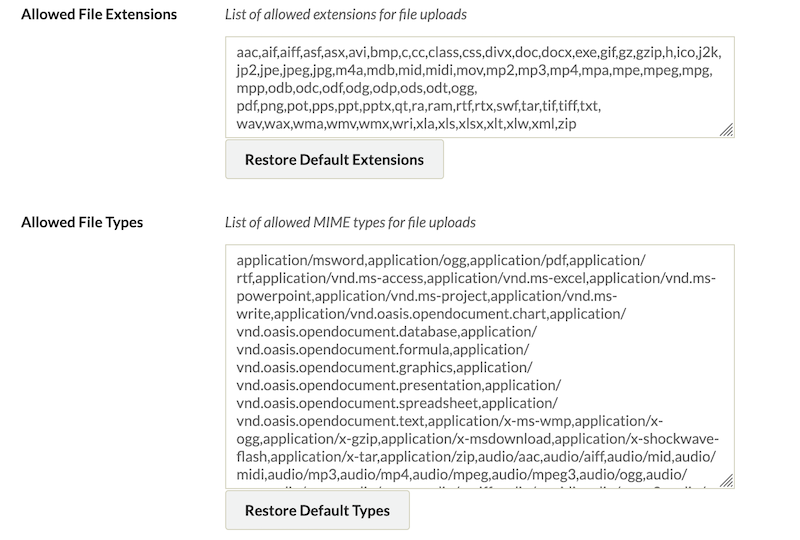 Allowed File Extensions
List of allowed extensions for file uploads
aac,aif,aiff,asf,asx,avi,bmp,c,cc,class,css,divx,doc,docx,exe,gif,gz,gzip,h,ico,j2k,
jp2,jpe,jpeg,jpg,m4a,mdb,mid,midi,mov,mp2,mp3,mp4,mpa,mpe,mpeg,mpg,
mpp,odb,odc,odf,odg,odp,ods,odt,ogg,
pdf,png,pot,pps,ppt,pptx,qt,ra,ram,rtf,rtx,swf,tar,tif,tiff,txt,
wav,wax,wma,wmv,wmx,wri,xla,xls,xlsx,xlt,xlw,xml,zip
Restore Default Extensions
Allowed File Types
List of allowed MIME types for file uploads
application/msword,application/ogg,application/pdf,application/
rtf,application/vnd.ms-access,application/vnd.ms-excel,application/vnd.ms-
powerpoint,application/vnd.ms-project,application/vnd.ms-
write,application/vnd.oasis.opendocument.chart,application/
vnd.oasis.opendocument.database,application/
vnd.oasis.opendocument.formula,application/
vnd.oasis.opendocument.graphics,application/
vnd.oasis.opendocument.presentation,application/
vnd.oasis.opendocument.spreadsheet,application/
vnd.oasis.opendocument.text,application/x-ms-wmp,application/x-
ogg,application/x-gzip,application/x-msdownload,application/x-shockwave-
flash,application/x-tar,application/zip,audio/aac,audio/aiff,audio/mid,audio/
midi,audio/mp3,audio/mp4,audio/mpeg,audio/mpeg3,audio/ogg,audio/
Restore Default Types